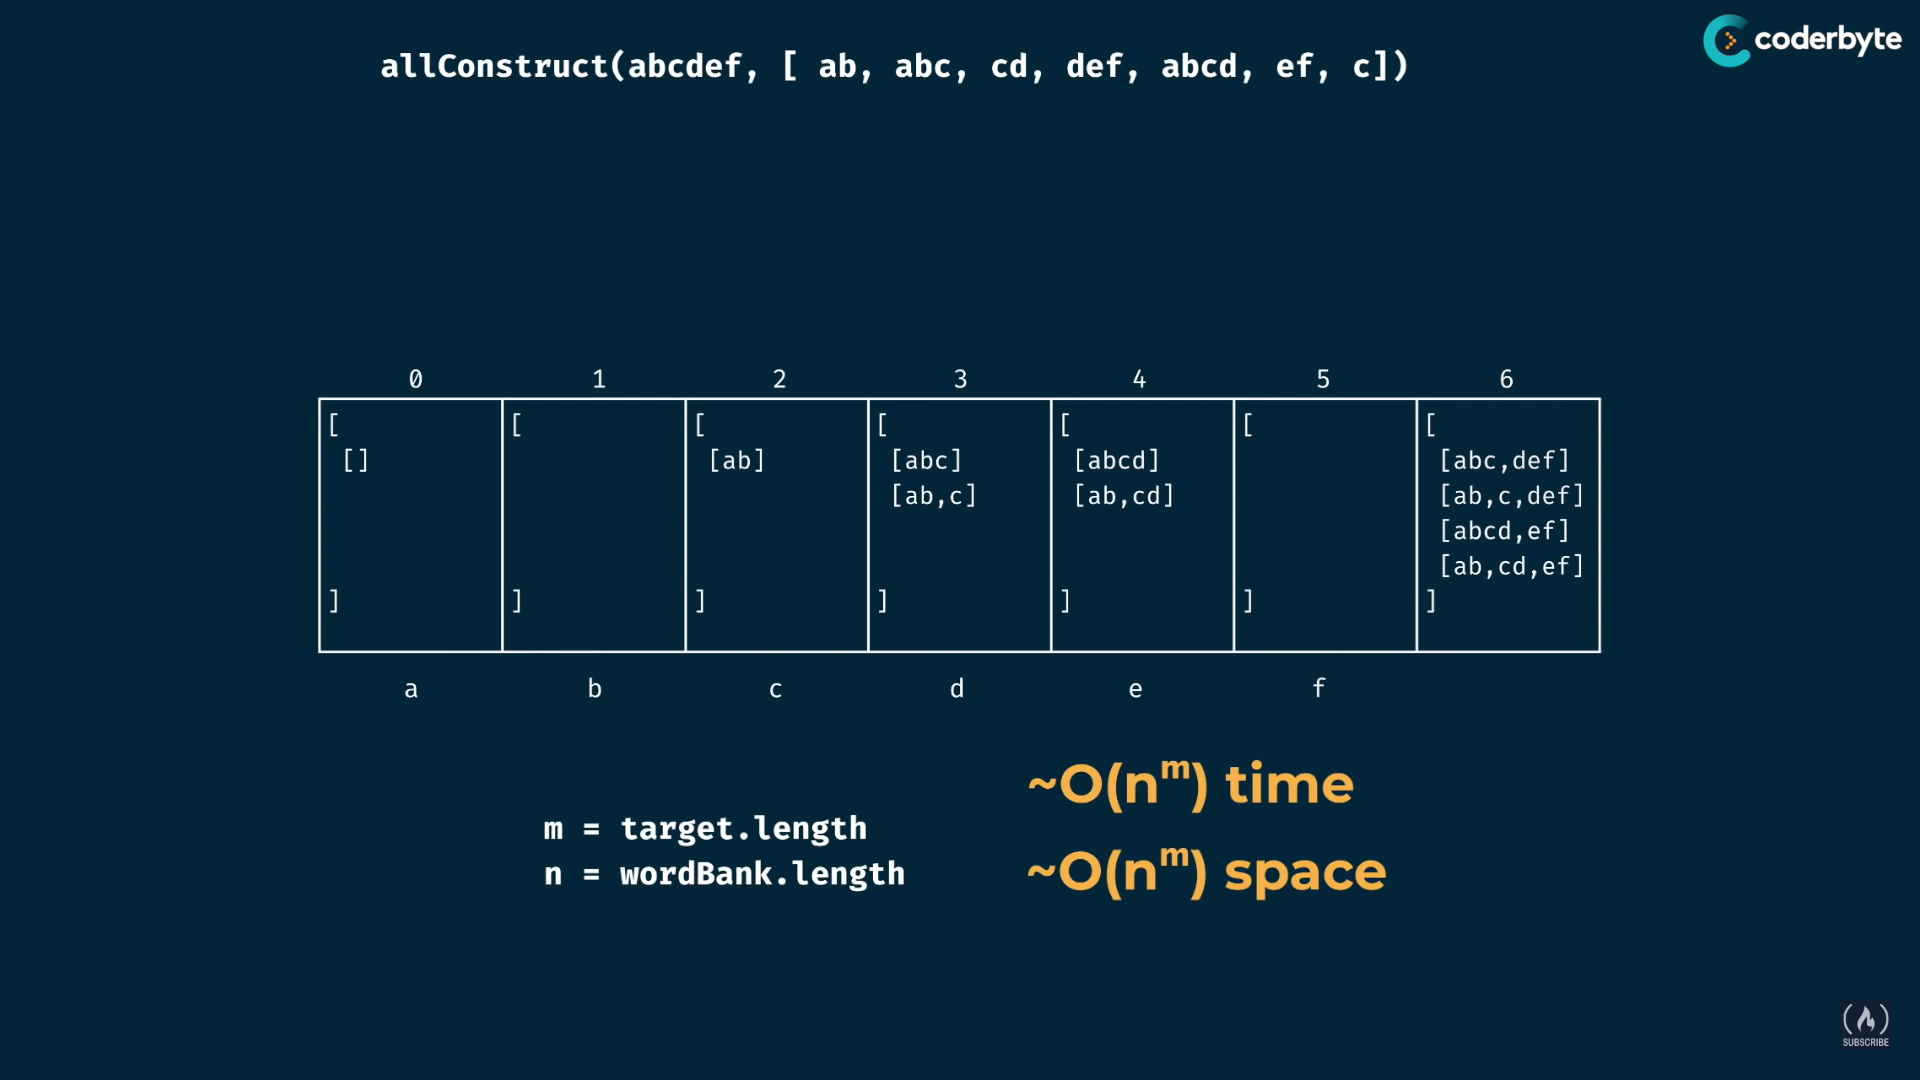 coderbyte
allConstruct(abcdef, [ ab, abc, cd, def, abcd, ef, c])
0 1 2 3 4 5 6
[ [ [ [ [ [ [
[] [ab] [abc] [abcd] [abc,def]
[ab,c] [ab,cd] [ab,c,def]
[abcd,ef]
[ab,cd,ef]
] ] ] ] ] ] ]
a b c d e f
~O(nᵐ) time
m = target.length
~O(nᵐ) space
n = wordBank.length
SUBSCRIBE